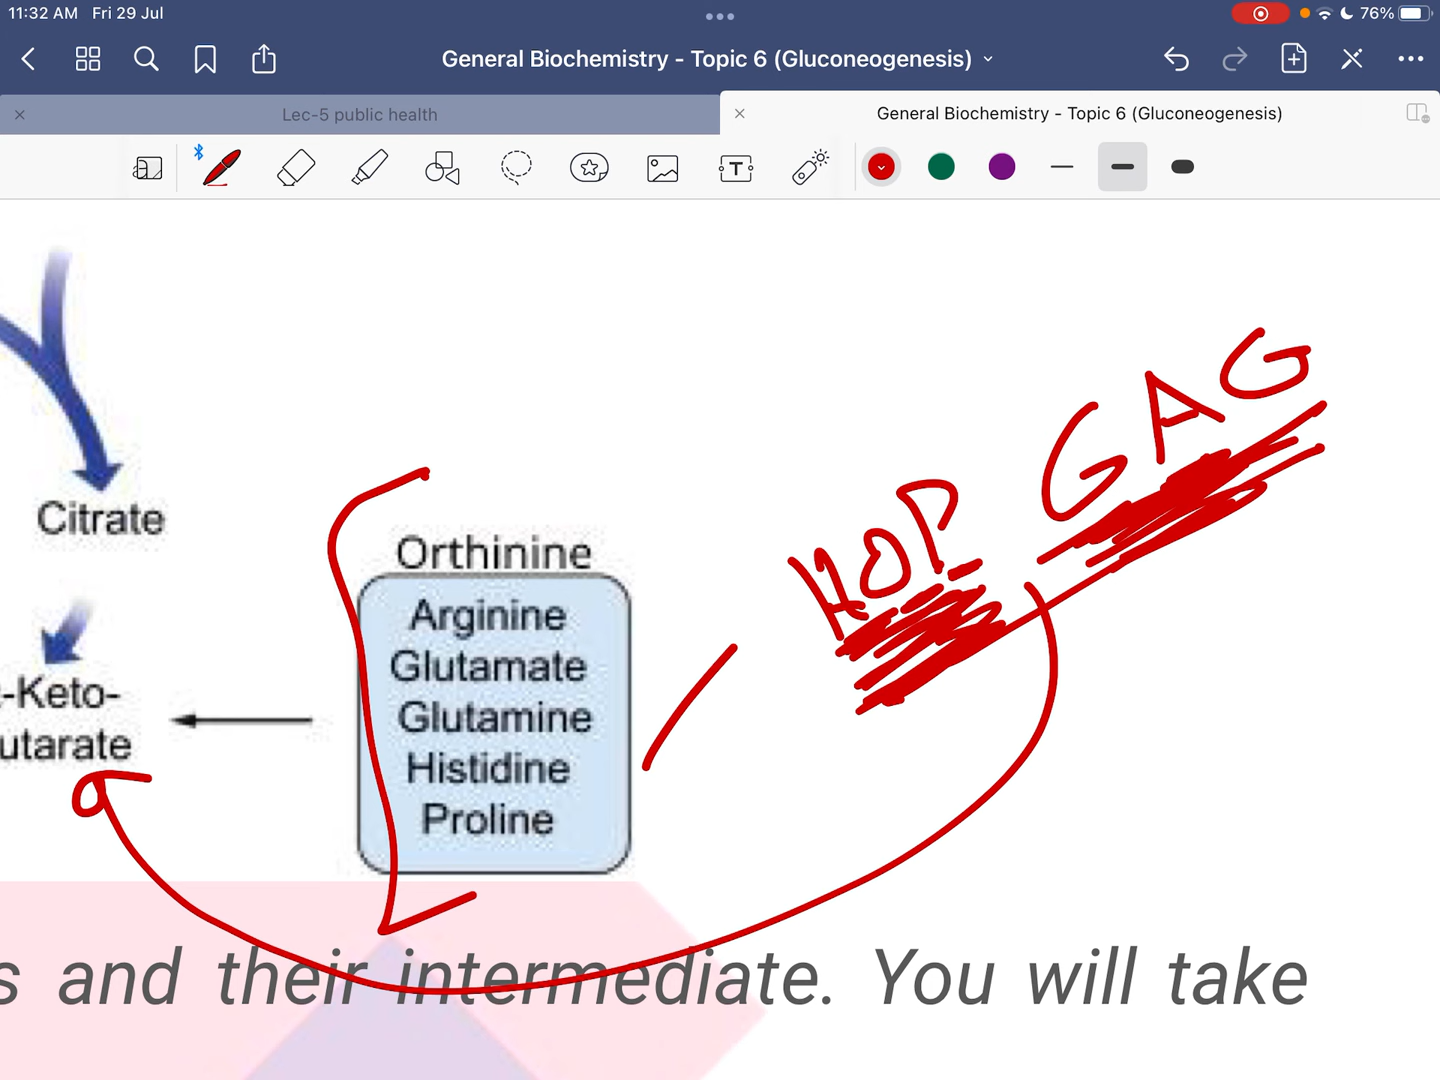 11:32 AM Fri 29 Jul
76%
General Biochemistry - Topic 6 (Gluconeogenesis)
Lec-5 public health
General Biochemistry - Topic 6 (Gluconeogenesis)
T
GAG
HOP
Citrate
Orthinine
Arginine
Glutamate
Glutamine
Histidine
Proline
-Keto-
utarate
s and their intermediate. You will take